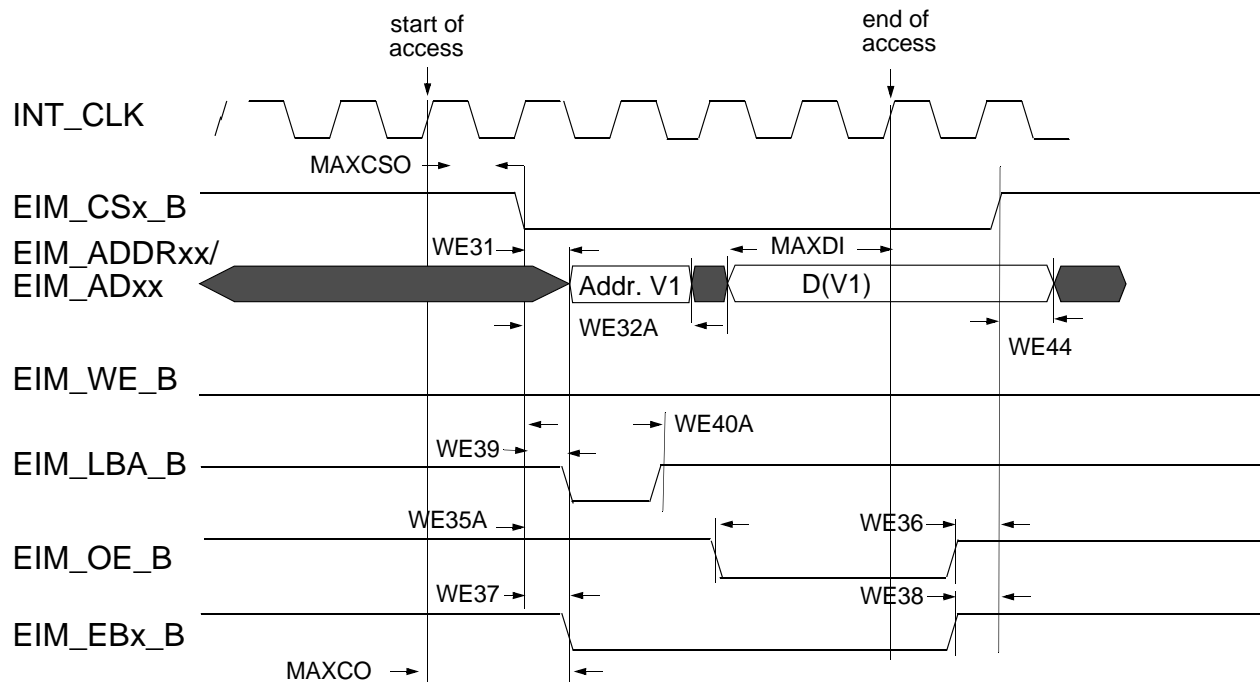 start of
access
end of
access
INT_CLK
MAXCSO
EIM_CSx_B
EIM_ADDRxx/
EIM_ADxx
WE31
MAXDI
Addr. V1
D(V1)
WE32A
WE44
EIM_WE_B
WE40A
WE39
EIM_LBA_B
WE35A
WE36
EIM_OE_B
WE37
WE38
EIM_EBx_B
MAXCO